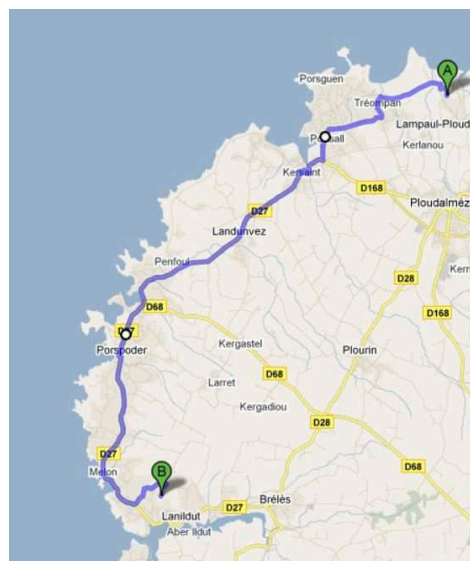 A
Porsguen
Tréompan
Lampaul-Ploud
Kerlanou
Kersaint
D168
Ploudalméz
D27
Landunvez
Penfoul
D28
Kern
D168
D68
Porspoder
Kergastel
Plourin
D68
Larret
Kergadiou
D28
D27
D68
Melon
B
Brélès
Lanildut
D27
Aber Ildut